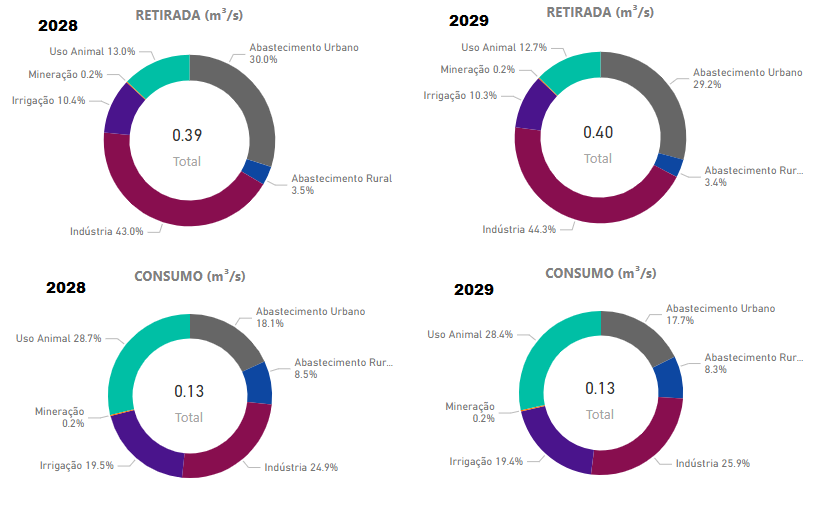 2028
RETIRADA (m³/s)
Uso Animal 13.0%
Abastecimento Urbano
30.0%
Mineração 0.2%
Irrigação 10.4%
0.39
Total
Abastecimento Rural
3.5%
Indústria 43.0%
2029
RETIRADA (m³/s)
Uso Animal 12.7%
Mineração 0.2%
Abastecimento Urbano
29.2%
Irrigação 10.3%
0.40
Total
Abastecimento Rur...
3.4%
Indústria 44.3%
2028
CONSUMO (m³/s)
Abastecimento Urbano
18.1%
Uso Animal 28.7%
Abastecimento Rur...
8.5%
0.13
Total
Mineração
0.2%
Irrigação 19.5%
Indústria 24.9%
2029
CONSUMO (m³/s)
Abastecimento Urbano
17.7%
Uso Animal 28.4%
Abastecimento Rur...
8.3%
0.13
Total
Mineração
0.2%
Irrigação 19.4%
Indústria 25.9%